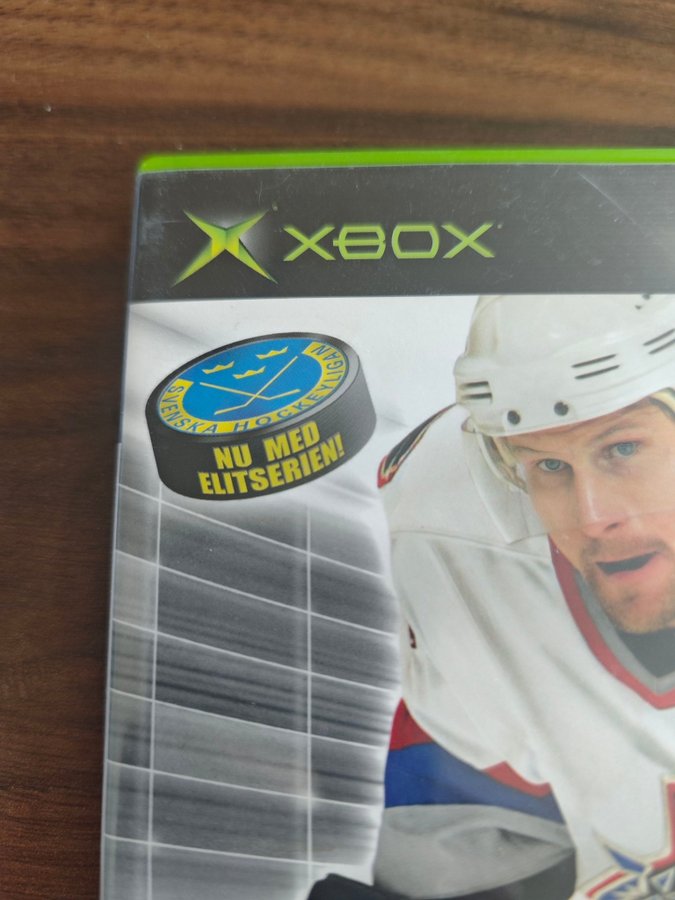 XBOX
SVENSKA HOCKEYLIGAN
NU MED
ELITSERIEN!